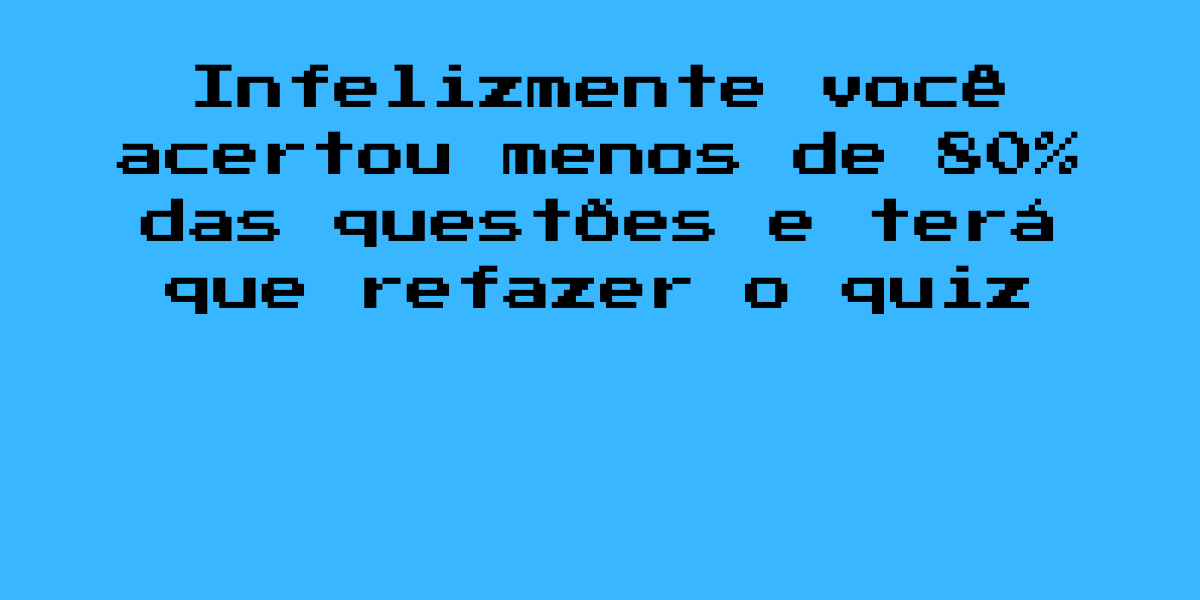 Infelizmente você
acertou menos de 80%
das questões e terá
que refazer o quiz